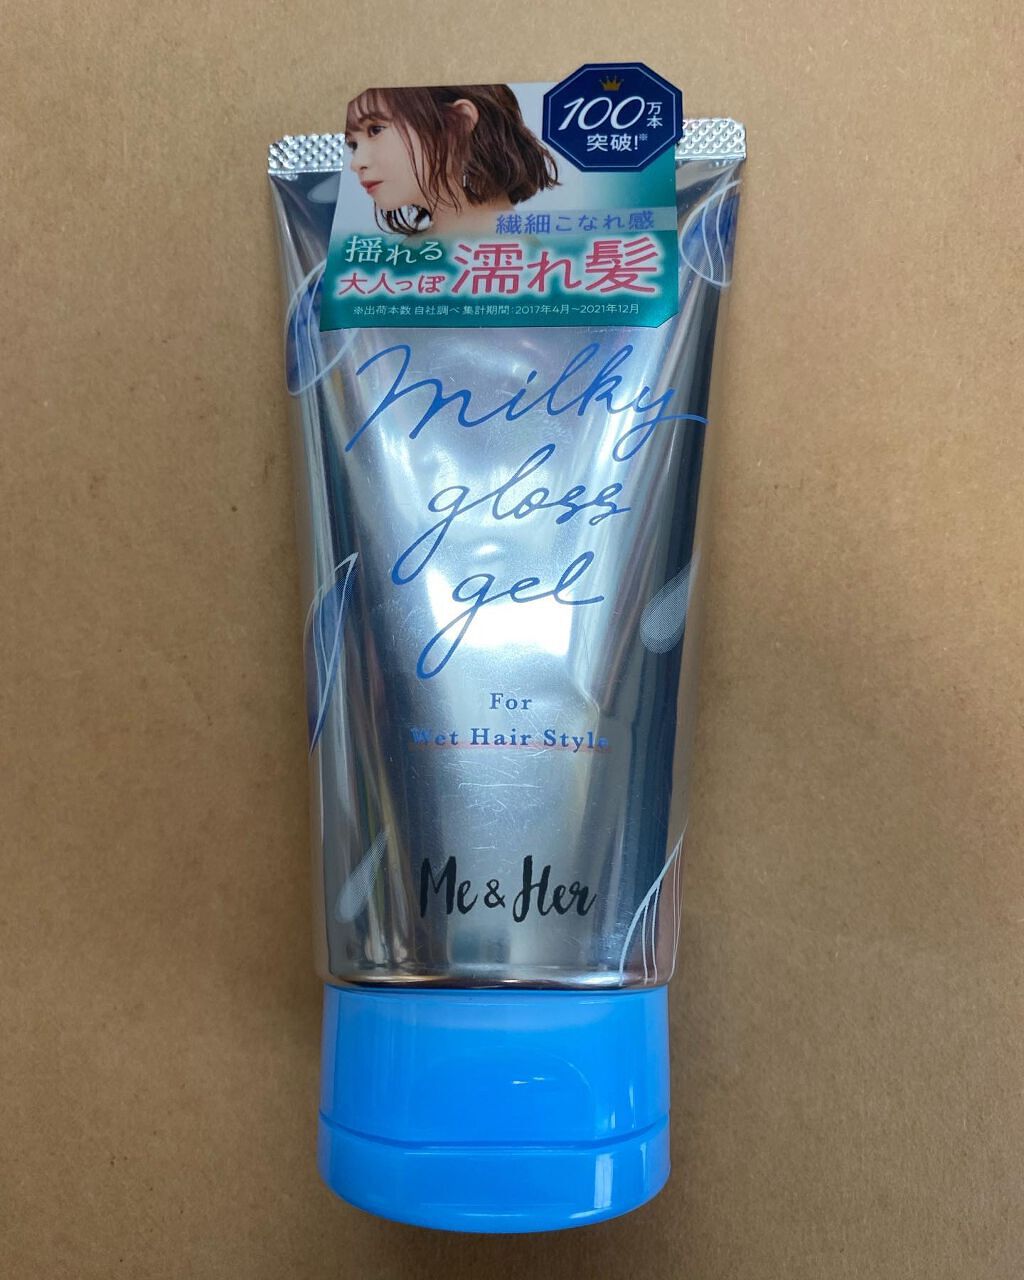 100万本
突破!※
繊細こなれ感
揺れる
大人っぽ濡れ髪
※出荷本数 自社調べ 集計期間:2017年4月~2021年12月
milky
gloss
gel
For
Wet Hair Style
Me & Her